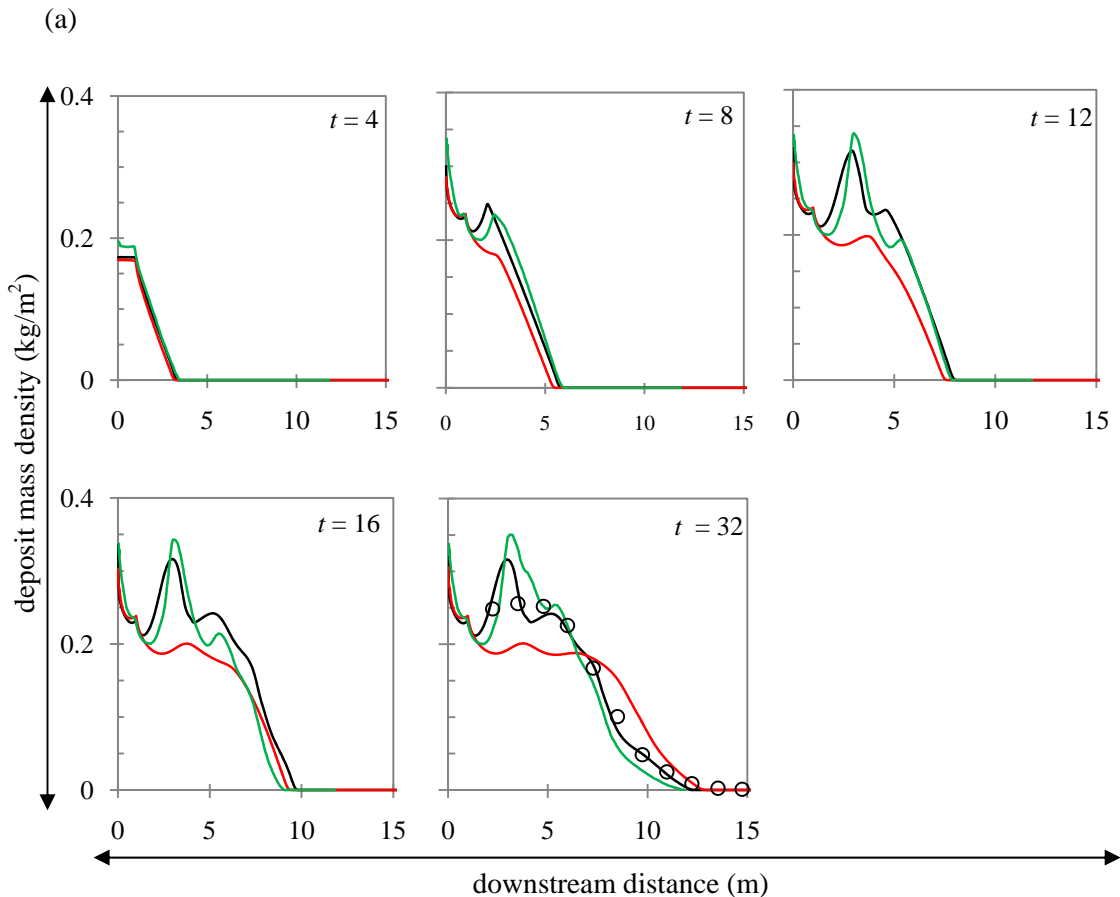 (a)
deposit mass density (kg/m²)
0.4
0.2
0
t = 4
0 5 10 15
t = 8
0 5 10 15
t = 12
0 5 10 15
0.4
0.2
0
t = 16
0 5 10 15
t = 32
0 5 10 15
downstream distance (m)